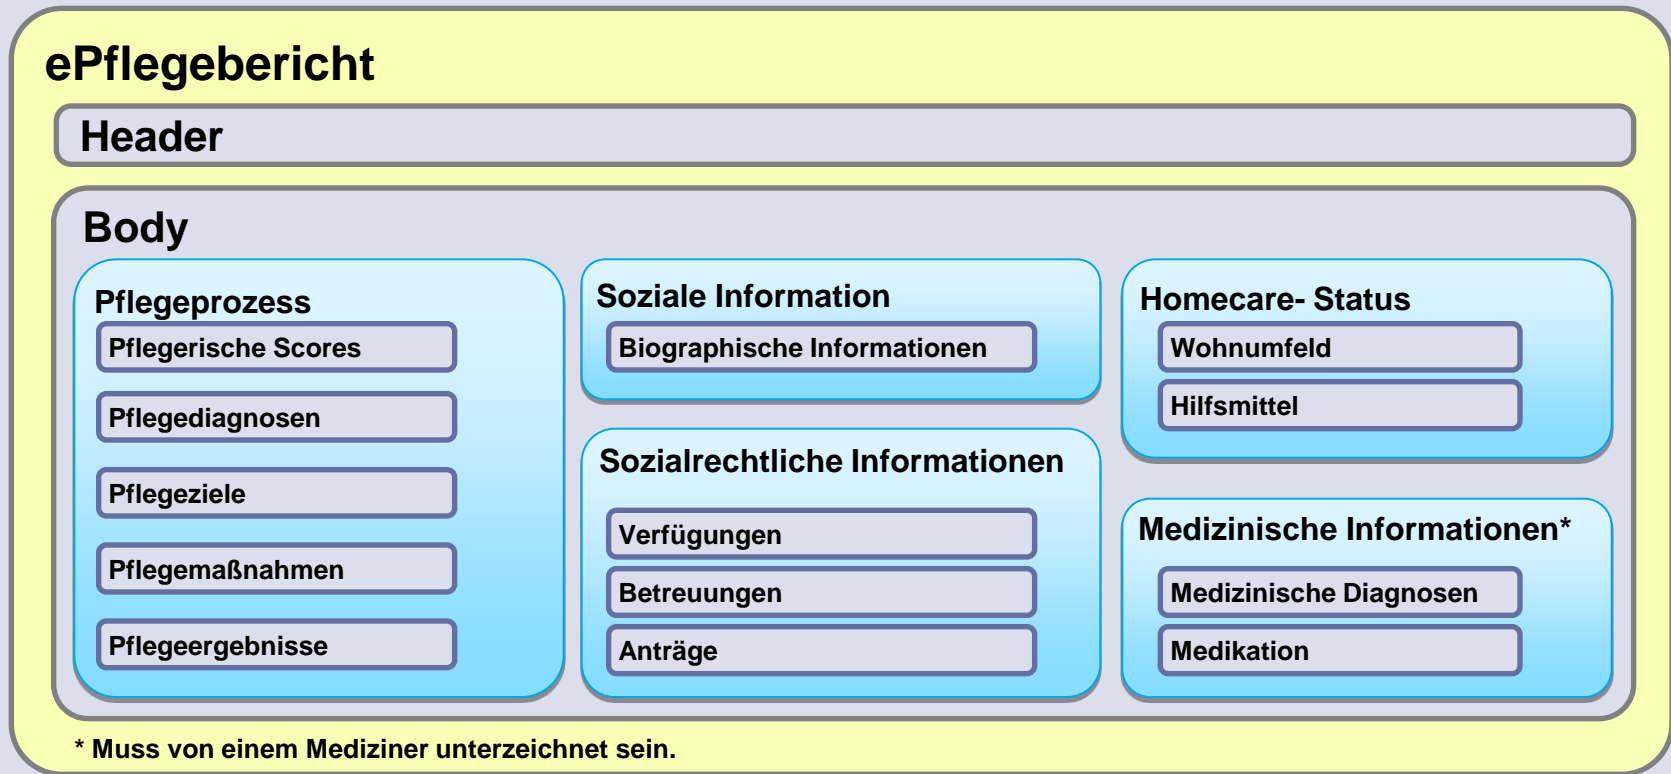 ePflegebericht
Header
Body
Pflegeprozess
Pflegerische Scores
Pflegediagnosen
Pflegeziele
Pflegemaßnahmen
Pflegeergebnisse
Soziale Information
Biographische Informationen
Sozialrechtliche Informationen
Verfügungen
Betreuungen
Anträge
Homecare- Status
Wohnumfeld
Hilfsmittel
Medizinische Informationen*
Medizinische Diagnosen
Medikation
* Muss von einem Mediziner unterzeichnet sein.